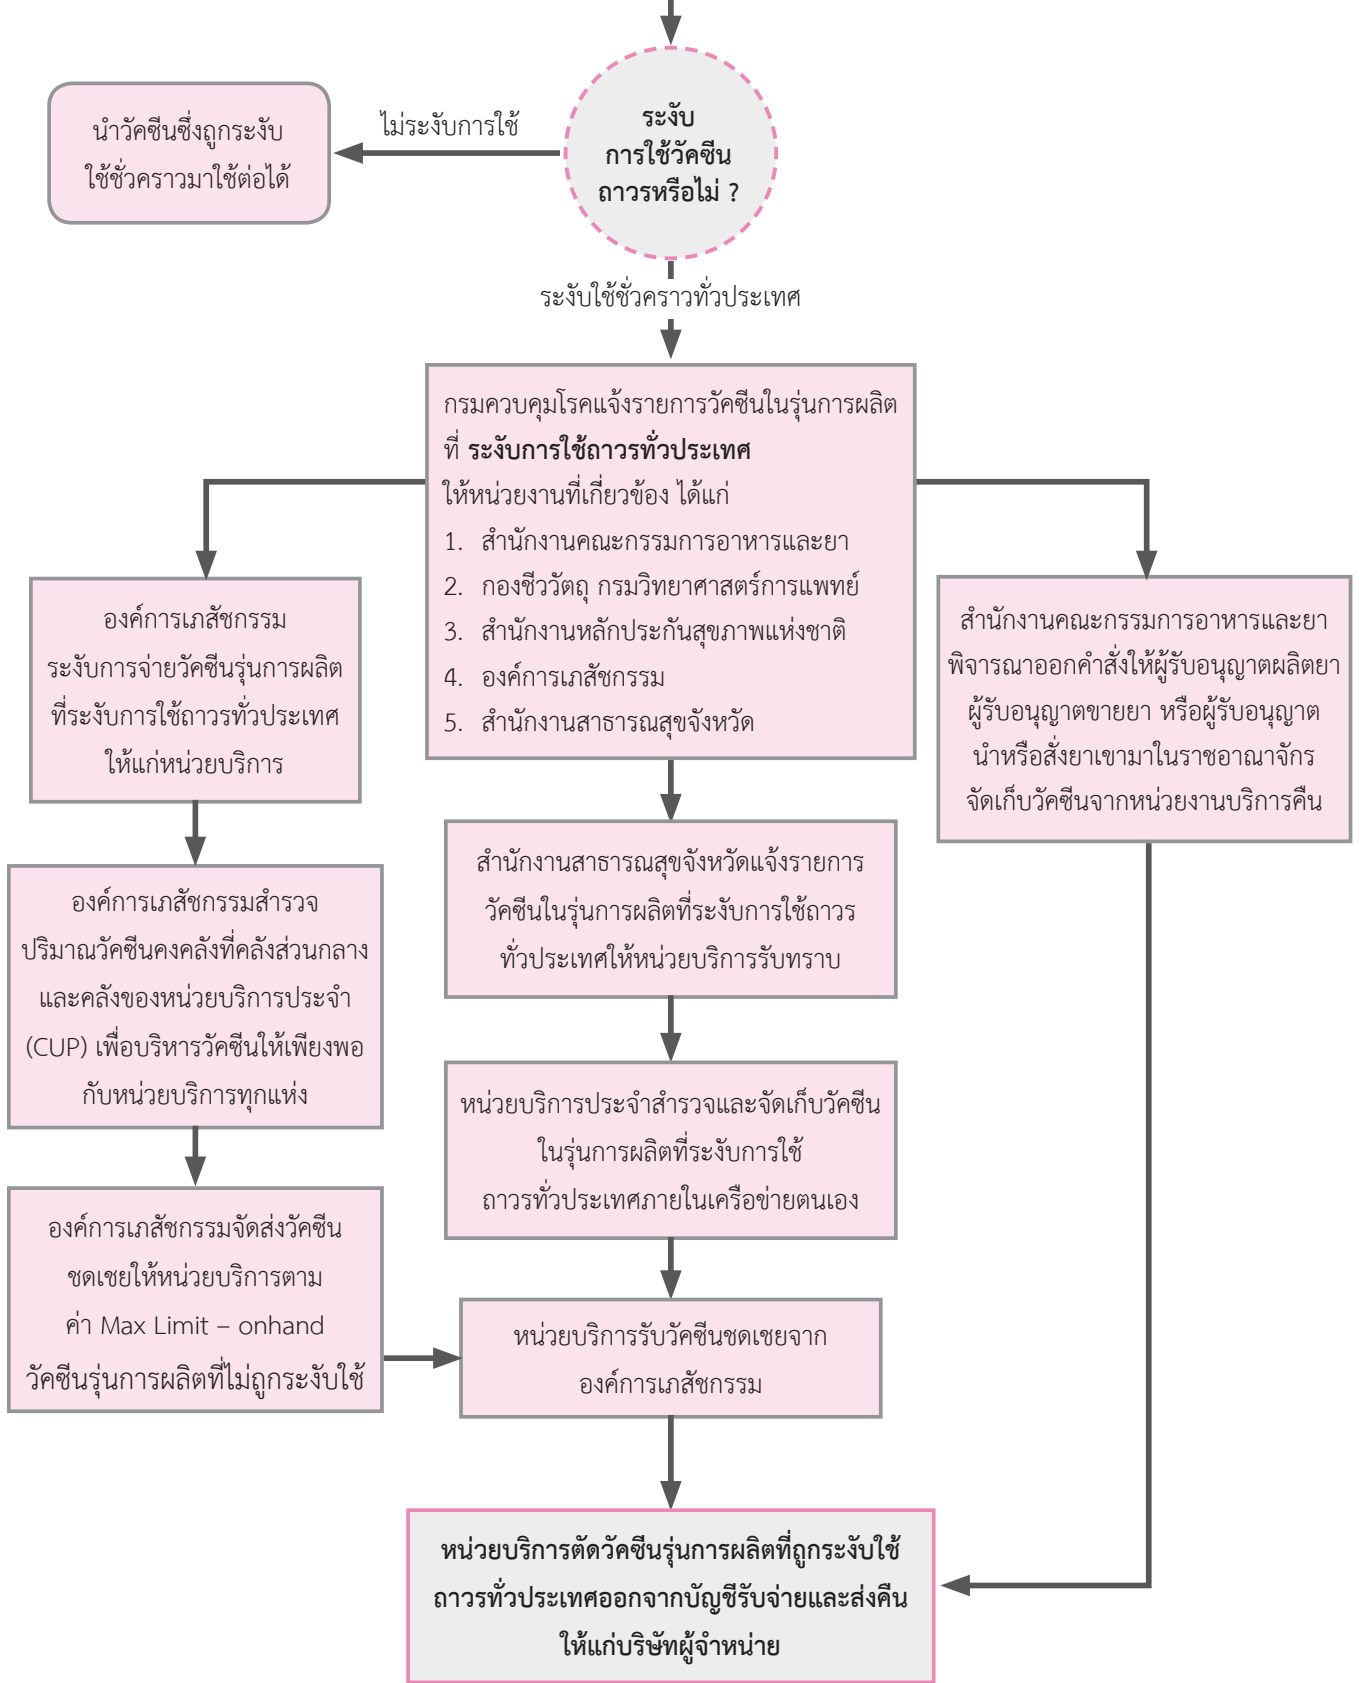 ระงับ
การใช้วัคซีน
ถาวรหรือไม่ ?
ไม่ระงับการใช้
นำวัคซีนซึ่งถูกระงับ
ใช้ชั่วคราวมาใช้ต่อได้
ระงับใช้ชั่วคราวทั่วประเทศ
กรมควบคุมโรคแจ้งรายการวัคซีนในรุ่นการผลิต
ที่ ระงับการใช้ถาวรทั่วประเทศ
ให้หน่วยงานที่เกี่ยวข้อง ได้แก่
1. สำนักงานคณะกรรมการอาหารและยา
2. กองชีววัตถุ กรมวิทยาศาสตร์การแพทย์
3. สำนักงานหลักประกันสุขภาพแห่งชาติ
4. องค์การเภสัชกรรม
5. สำนักงานสาธารณสุขจังหวัด
องค์การเภสัชกรรม
ระงับการจ่ายวัคซีนรุ่นการผลิต
ที่ระงับการใช้ถาวรทั่วประเทศ
ให้แก่หน่วยบริการ
สำนักงานคณะกรรมการอาหารและยา
พิจารณาออกคำสั่งให้ผู้รับอนุญาตผลิตยา
ผู้รับอนุญาตขายยา หรือผู้รับอนุญาต
นำหรือสั่งยาเขามาในราชอาณาจักร
จัดเก็บวัคซีนจากหน่วยงานบริการคืน
องค์การเภสัชกรรมสำรวจ
ปริมาณวัคซีนคงคลังที่คลังส่วนกลาง
และคลังของหน่วยบริการประจำ
(CUP) เพื่อบริหารวัคซีนให้เพียงพอ
กับหน่วยบริการทุกแห่ง
สำนักงานสาธารณสุขจังหวัดแจ้งรายการ
วัคซีนในรุ่นการผลิตที่ระงับการใช้ถาวร
ทั่วประเทศให้หน่วยบริการรับทราบ
หน่วยบริการประจำสำรวจและจัดเก็บวัคซีน
ในรุ่นการผลิตที่ระงับการใช้
ถาวรทั่วประเทศภายในเครือข่ายตนเอง
องค์การเภสัชกรรมจัดส่งวัคซีน
ชดเชยให้หน่วยบริการตาม
ค่า Max Limit – onhand
วัคซีนรุ่นการผลิตที่ไม่ถูกระงับใช้
หน่วยบริการรับวัคซีนชดเชยจาก
องค์การเภสัชกรรม
หน่วยบริการตัดวัคซีนรุ่นการผลิตที่ถูกระงับใช้
ถาวรทั่วประเทศออกจากบัญชีรับจ่ายและส่งคืน
ให้แก่บริษัทผู้จำหน่าย